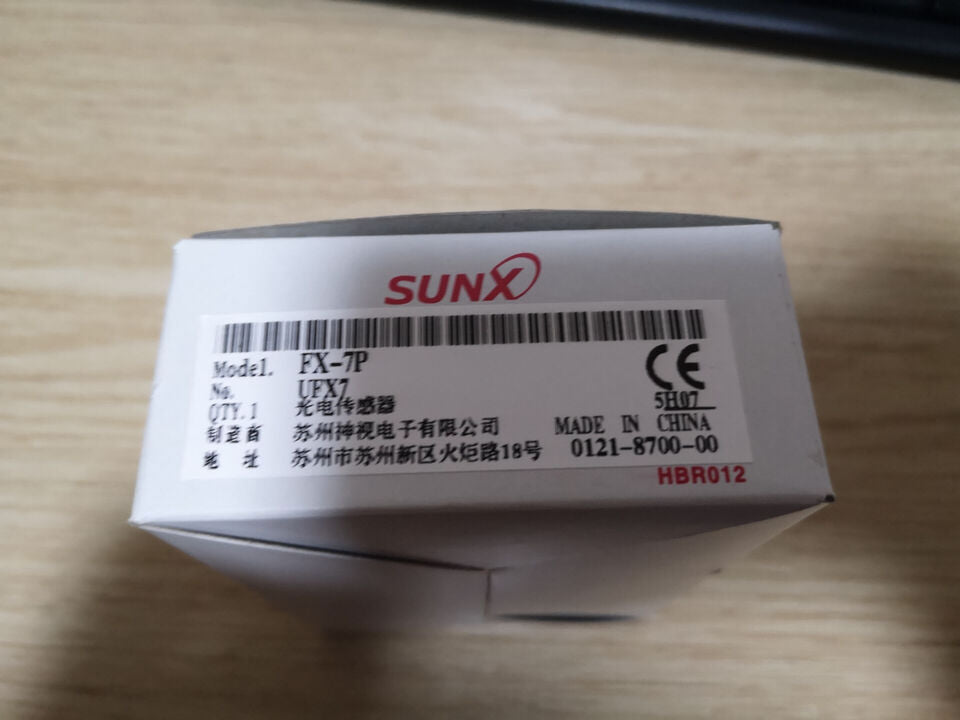 SUNX
Model. FX-7P
No. UFX7
QTY.1 光电传感器
5H07
制造商 苏州神视电子有限公司 MADE IN CHINA
地 址 苏州市苏州新区火炬路18号 0121-8700-00
HBR012
CE